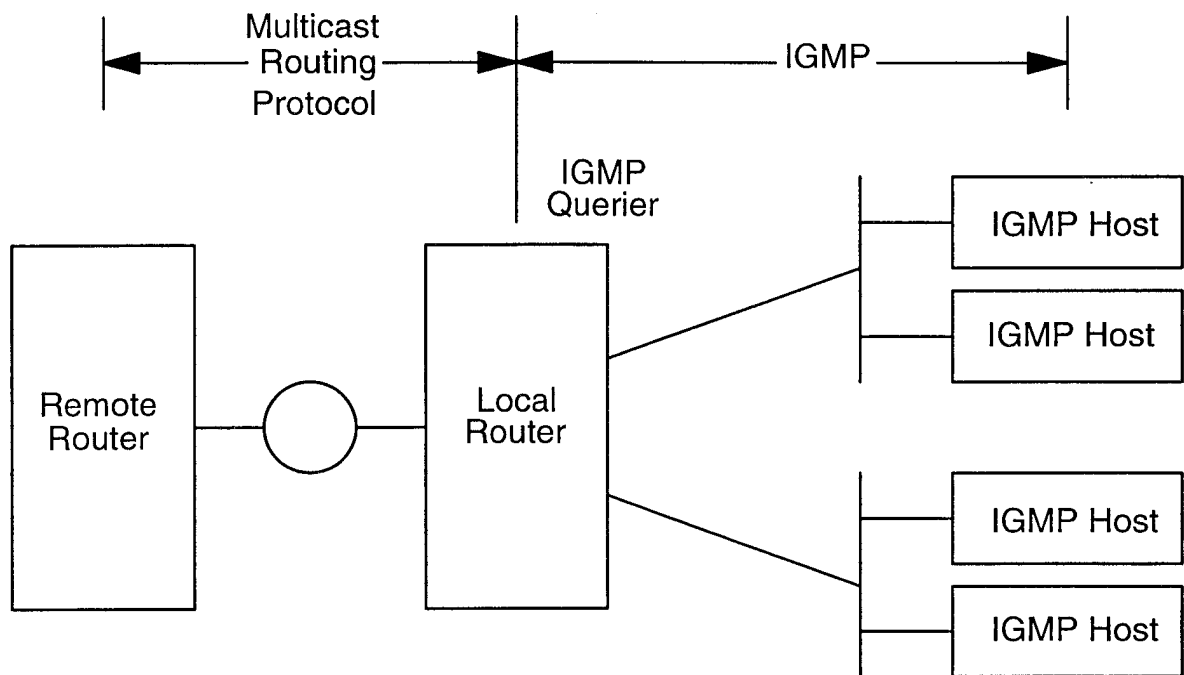 Multicast
Routing
Protocol
IGMP
IGMP
Querier
IGMP Host
IGMP Host
Remote
Router
Local
Router
IGMP Host
IGMP Host